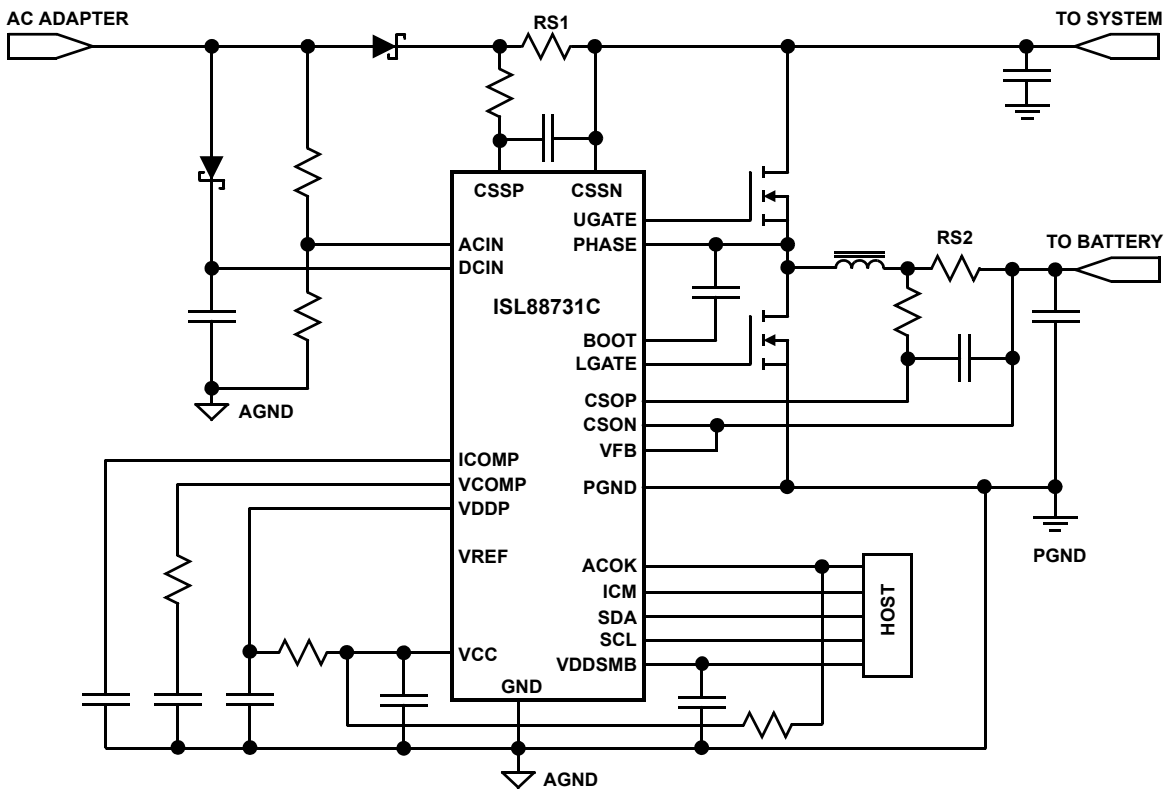 AC ADAPTER
RS1
TO SYSTEM
CSSP
CSSN
UGATE
PHASE
ACIN
DCIN
RS2
TO BATTERY
ISL88731C
BOOT
LGATE
CSOP
CSON
VFB
AGND
ICOMP
VCOMP
VDDP
PGND
VREF
PGND
ACOK
ICM
SDA
SCL
VDDSMB
HOST
VCC
GND
AGND